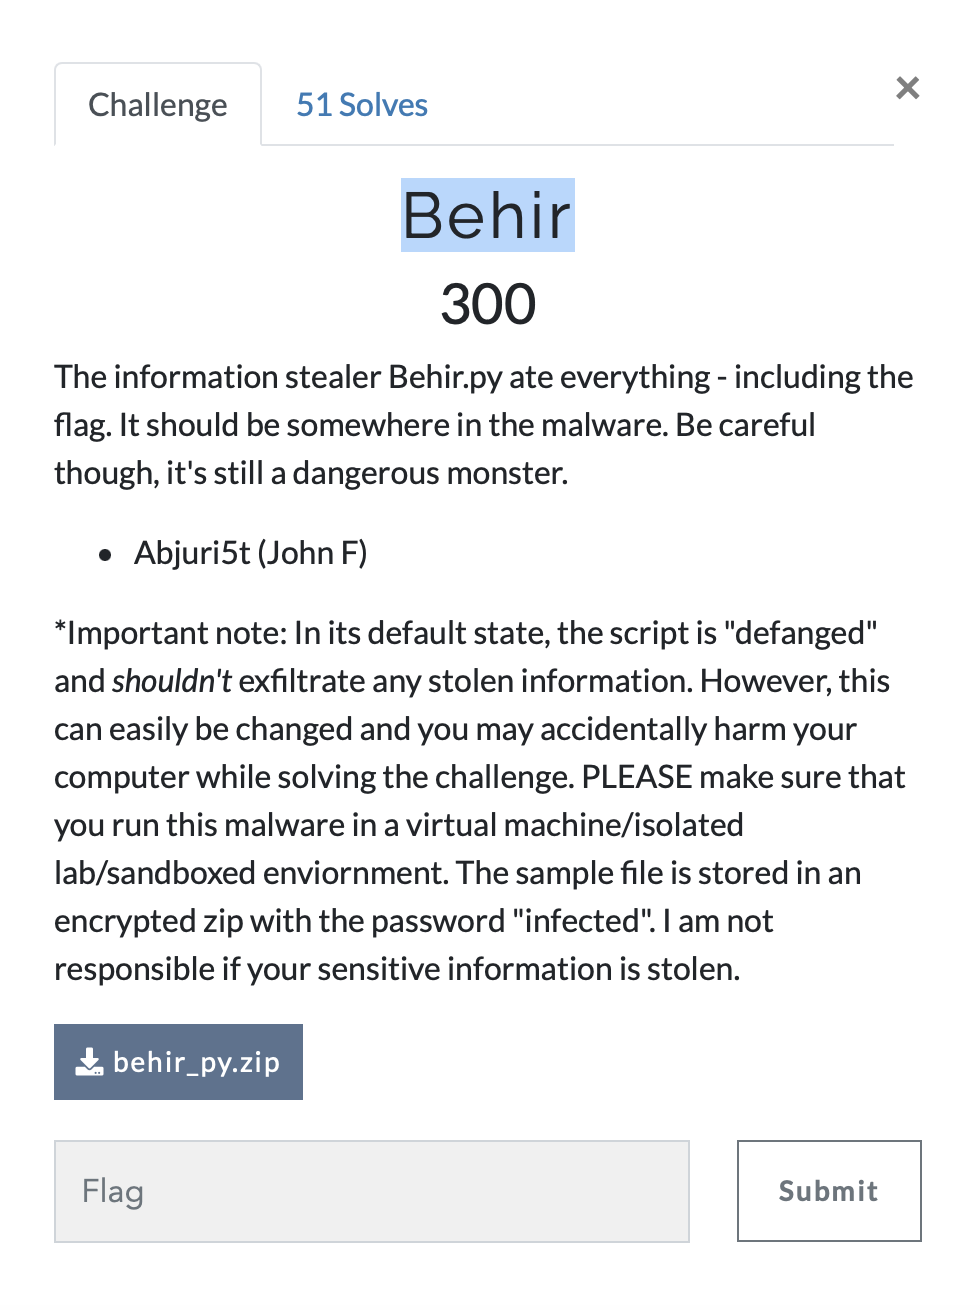 Challenge
51 Solves
×
Behir
300
The information stealer Behir.py ate everything - including the
flag. It should be somewhere in the malware. Be careful
though, it's still a dangerous monster.
• Abjuri5t (John F)
*Important note: In its default state, the script is "defanged"
and shouldn't exfiltrate any stolen information. However, this
can easily be changed and you may accidentally harm your
computer while solving the challenge. PLEASE make sure that
you run this malware in a virtual machine/isolated
lab/sandboxed enviornment. The sample file is stored in an
encrypted zip with the password "infected". I am not
responsible if your sensitive information is stolen.
behir_py.zip
Flag
Submit